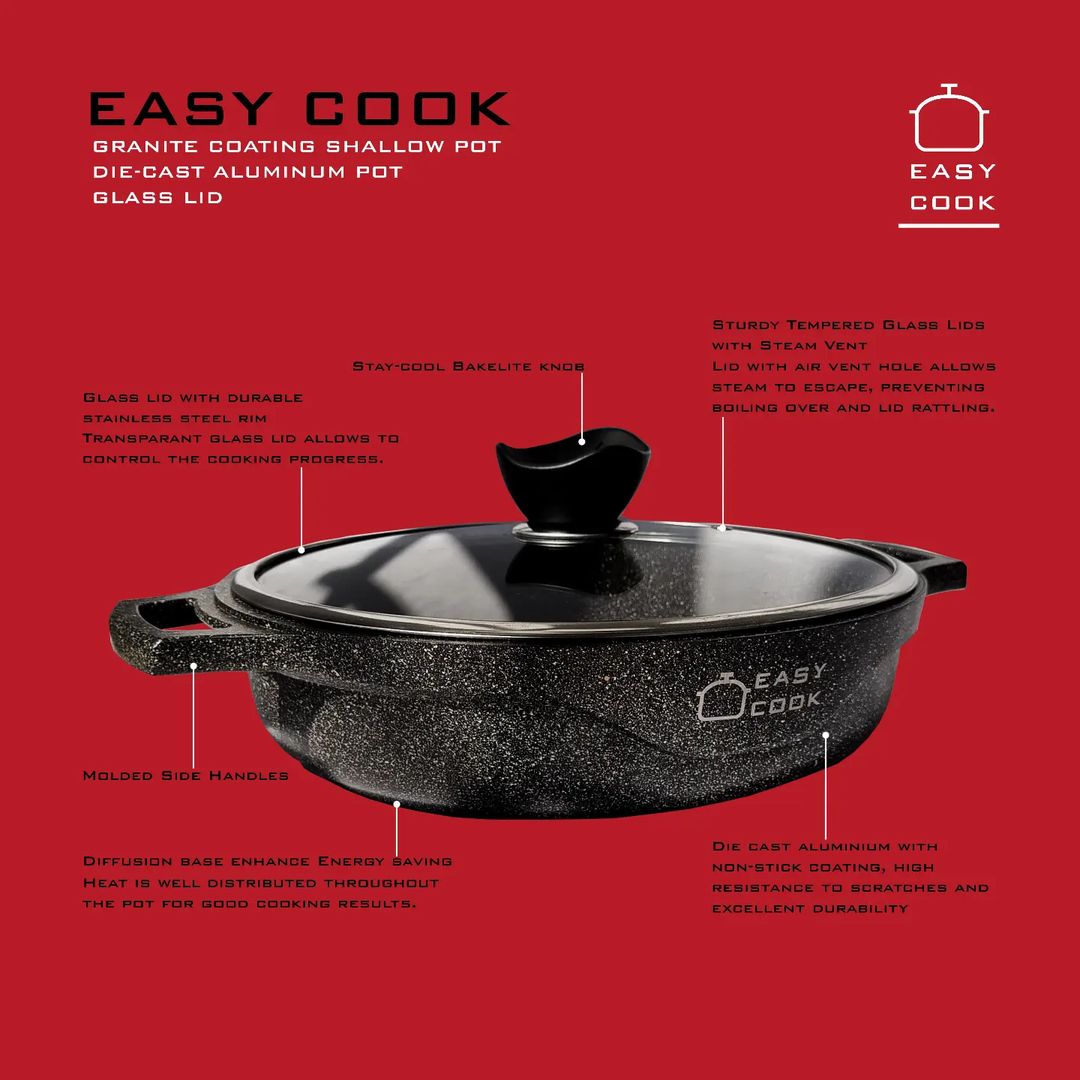 EASY COOK
GRANITE COATING SHALLOW POT
DIE-CAST ALUMINUM POT
GLASS LID
EASY
COOK
STURDY TEMPERED GLASS LIDS
WITH STEAM VENT
LID WITH AIR VENT HOLE ALLOWS
STEAM TO ESCAPE, PREVENTING
BOILING OVER AND LID RATTLING.
STAY-COOL BAKELITE KNOB
GLASS LID WITH DURABLE
STAINLESS STEEL RIM
TRANSPARANT GLASS LID ALLOWS TO
CONTROL THE COOKING PROGRESS.
EASY
COOK
MOLDED SIDE HANDLES
DIFFUSION BASE ENHANCE ENERGY SAVING
HEAT IS WELL DISTRIBUTED THROUGHOUT
THE POT FOR GOOD COOKING RESULTS.
DIE CAST ALUMINIUM WITH
NON-STICK COATING, HIGH
RESISTANCE TO SCRATCHES AND
EXCELLENT DURABILITY